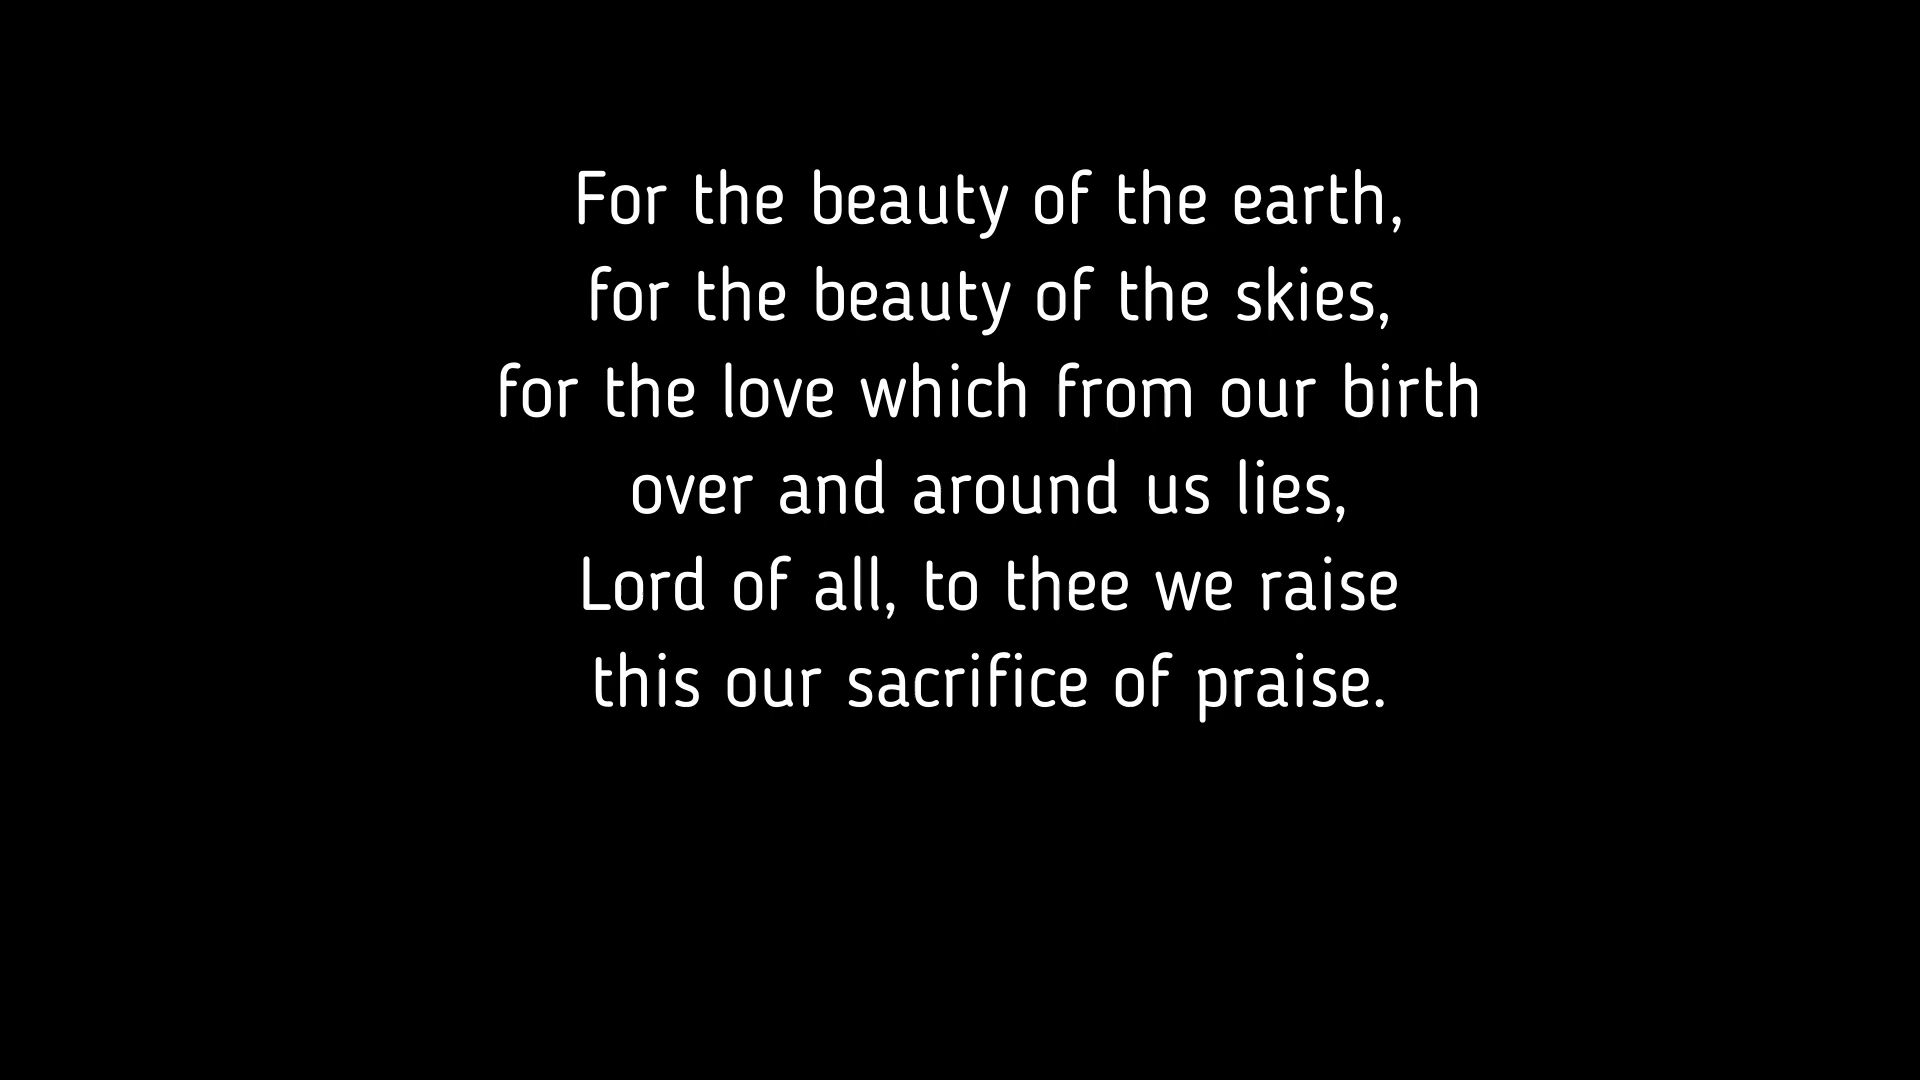 For the beauty of the earth,
for the beauty of the skies,
for the love which from our birth
over and around us lies,
Lord of all, to thee we raise
this our sacrifice of praise.